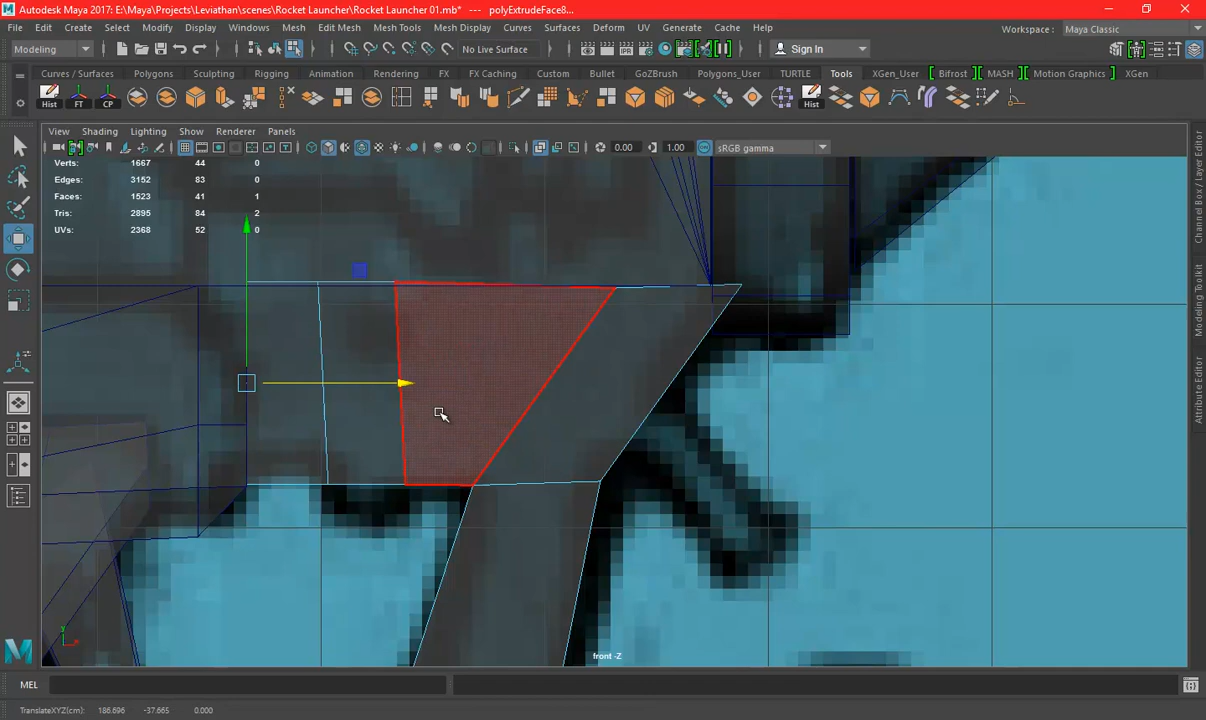 Autodesk Maya 2017: E:\Maya\Projects\Leviathan\scenes\Rocket Launcher\Rocket Launcher 01.mb* --- polyExtrudeFace8...
File Edit Create Select Modify Display Windows Mesh Edit Mesh Mesh Tools Mesh Display Curves Surfaces Deform UV Generate Cache Help Workspace: Maya Classic
Modeling No Live Surface Sign In
Curves / Surfaces Polygons Sculpting Rigging Animation Rendering FX FX Caching Custom Bullet GoZBrush Polygons_User TURTLE Tools XGen_User Bifrost MASH Motion Graphics XGen
Hist FT CP Hist
View Shading Lighting Show Renderer Panels
0.00 1.00 sRGB gamma
Verts: 1667 44 0
Edges: 3152 83 0
Faces: 1523 41 1
Tris: 2895 84 2
UVs: 2368 52 0
Channel Box / Layer Editor
Modeling Toolkit
Attribute Editor
front -Z
MEL
TranslateXYZ(cm): 186.696 -37.665 0.000